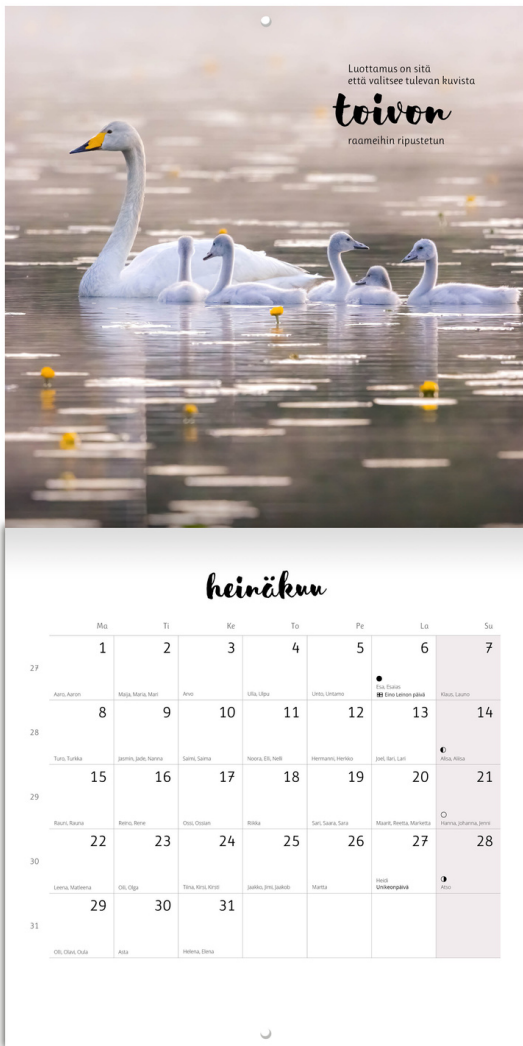 Luottamus on sitä
että valitsee tulevan kuvista
toivon
raameihin ripustetun
heinäkuu
Ma Ti Ke To Pe La Su
27 1 2 3 4 5 6 7
Esa, Esaias
Aaro, Aaron Maija, Maria, Mari Arvo Ulla, Ulpu Unto, Untamo Eino Leinon päivä Klaus, Launo
28 8 9 10 11 12 13 14
Turo, Turkka Jasmin, Jade, Nanna Salmi, Saima Noora, Elli, Nelli Hermanni, Herkko Joel, Ilari, Lari Alisa, Aliisa
29 15 16 17 18 19 20 21
Rauni, Rauna Reino, Reine Ossi, Ossian Riikka Sari, Saara, Sara Maarit, Reetta, Marketta Hanna, Johanna, Jenni
30 22 23 24 25 26 27 28
Heidi
Leena, Matleena Olli, Olga Tiina, Kirsi, Kirsti Jaakko, Jimi, Jaakob Martta Unikeonpäivä Atso
31 29 30 31
Olli, Olavi, Oula Asta Helena, Elena